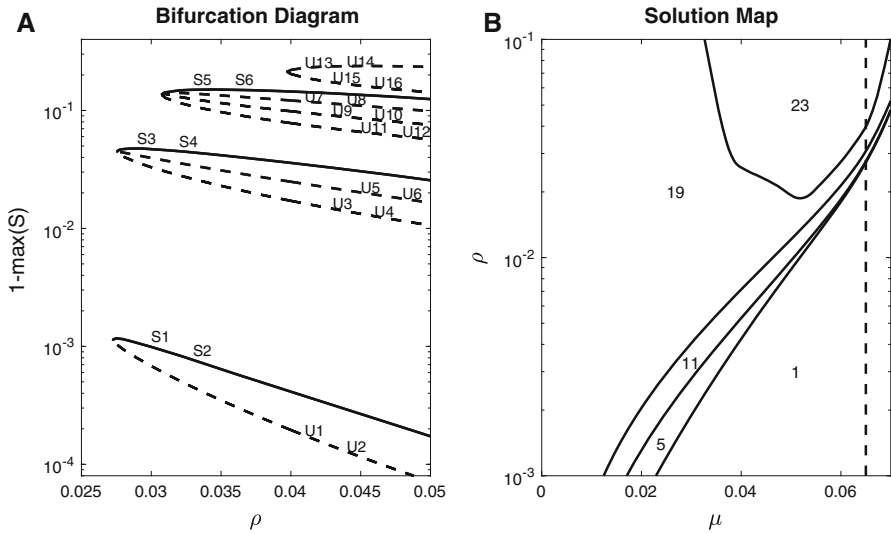 A
Bifurcation Diagram
1-max(S)
10⁻¹
10⁻²
10⁻³
10⁻⁴
U13 U14
U15 U16
S5 S6
U7 U8
U9 U10
U11 U12
S3 S4
U5 U6
U3 U4
S1 S2
U1 U2
0.025 0.03 0.035 0.04 0.045 0.05
ρ
B
Solution Map
ρ
10⁻¹
10⁻²
10⁻³
23
19
11
1
5
0 0.02 0.04 0.06
μ